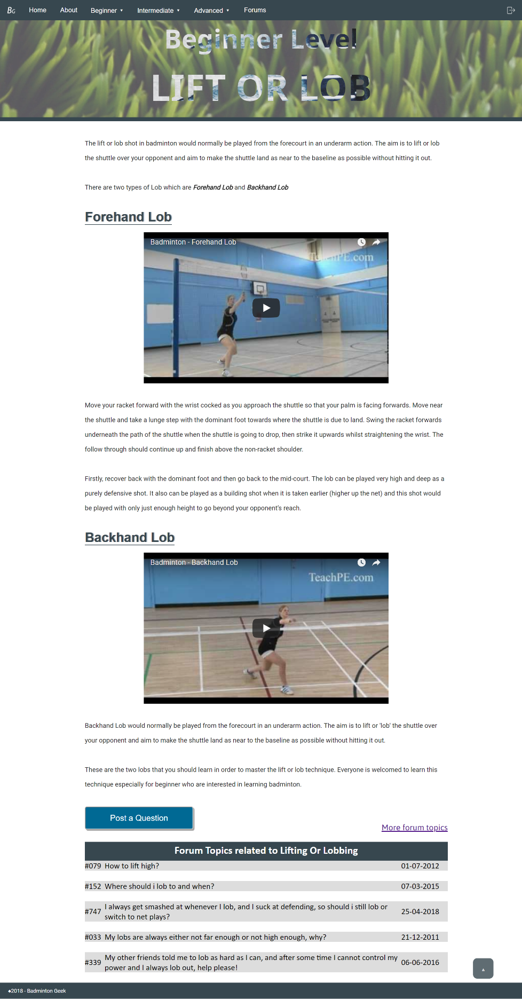 BG Home About Beginner ▾ Intermediate ▾ Advanced ▾ Forums
Beginner Level
LIFT OR LOB
The lift or lob shot in badminton would normally be played from the forecourt in an underarm action. The aim is to lift or lob
the shuttle over your opponent and aim to make the shuttle land as near to the baseline as possible without hitting it out.
There are two types of Lob which are Forehand Lob and Backhand Lob
Forehand Lob
Badminton - Forehand Lob
TeachPE.com
Move your racket forward with the wrist cocked as you approach the shuttle so that your palm is facing forwards. Move near
the shuttle and take a lunge step with the dominant foot towards where the shuttle is due to land. Swing the racket forwards
underneath the path of the shuttle when the shuttle is going to drop, then strike it upwards whilst straightening the wrist. The
follow through should continue up and finish above the non-racket shoulder.
Firstly, recover back with the dominant foot and then go back to the mid-court. The lob can be played very high and deep as a
purely defensive shot. It also can be played as a building shot when it is taken earlier (higher up the net) and this shot would
be played with only just enough height to go beyond your opponent's reach.
Backhand Lob
Badminton - Backhand Lob
TeachPE.com
Backhand Lob would normally be played from the forecourt in an underarm action. The aim is to lift or 'lob' the shuttle over
your opponent and aim to make the shuttle land as near to the baseline as possible without hitting it out.
These are the two lobs that you should learn in order to master the lift or lob technique. Everyone is welcomed to learn this
technique especially for beginner who are interested in learning badminton.
Post a Question
More forum topics
Forum Topics related to Lifting Or Lobbing
#079 How to lift high? 01-07-2012
#152 Where should i lob to and when? 07-03-2015
#747 I always get smashed at whenever I lob, and I suck at defending, so should i still lob or
switch to net plays? 25-04-2018
#033 My lobs are always either not far enough or not high enough, why? 21-12-2011
#339 My other friends told me to lob as hard as I can, and after some time I cannot control my
power and I always lob out, help please! 06-06-2016
♠2018 - Badminton Geek